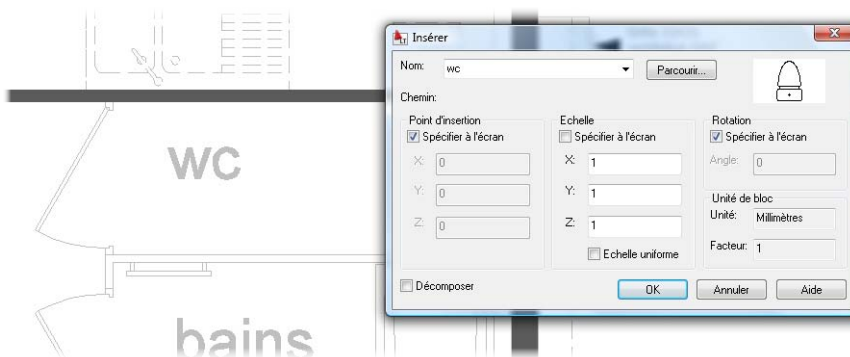 Insérer
Nom: wc Parcourir...
Chemin:
Point d'insertion Echelle Rotation
Spécifier à l'écran Spécifier à l'écran Spécifier à l'écran
X: 0 X: 1 Angle: 0
Y: 0 Y: 1 Unité de bloc
Z: 0 Z: 1 Unité: Millimètres
Echelle uniforme Facteur: 1
Décomposer OK Annuler Aide
wc
bains